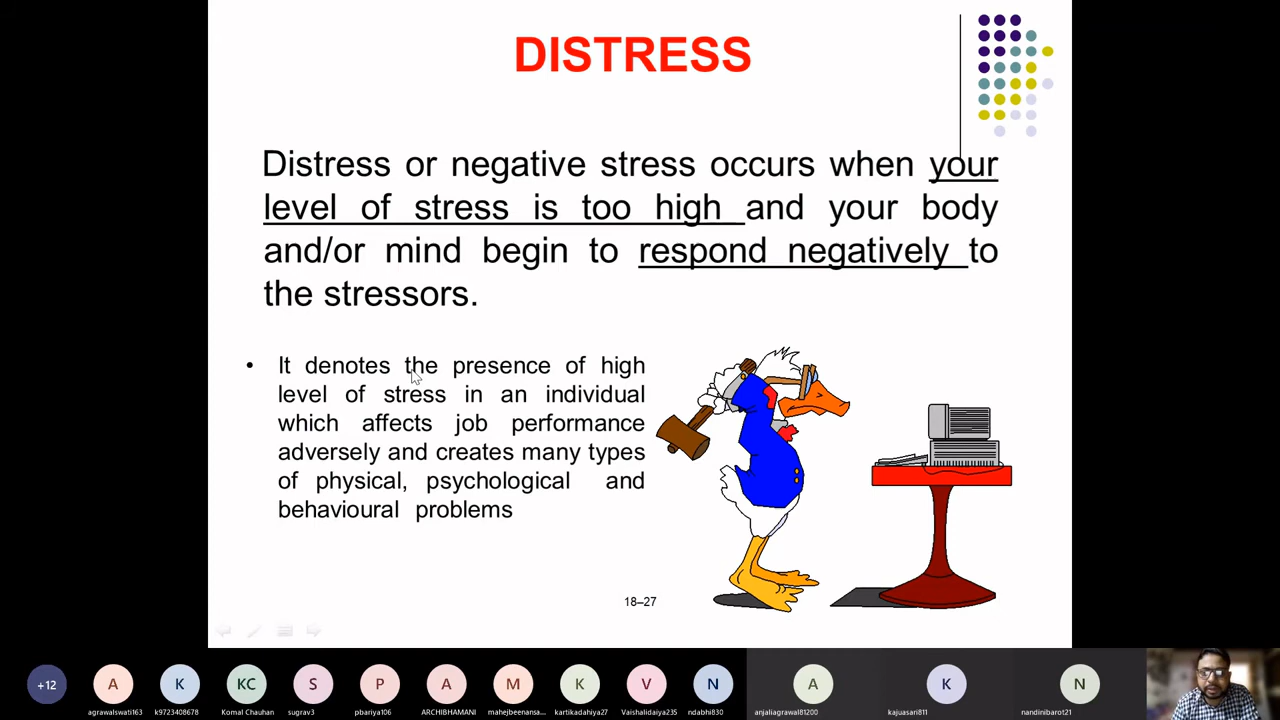 DISTRESS
Distress or negative stress occurs when your
level of stress is too high and your body
and/or mind begin to respond negatively to
the stressors.
• It denotes the presence of high
level of stress in an individual
which affects job performance
adversely and creates many types
of physical, psychological and
behavioural problems
18–27
+12 A K KC S P A M K V N A K N
agrawalswati163 k9723408678 Komal Chauhan sugrav3 pbariya106 ARCHIBHAMANI mahejbeenansa... kartikadahiya27 Vaishalidaiya235 ndabhi830 anjaliagrawal81200 kajuasari811 nandinibarot21